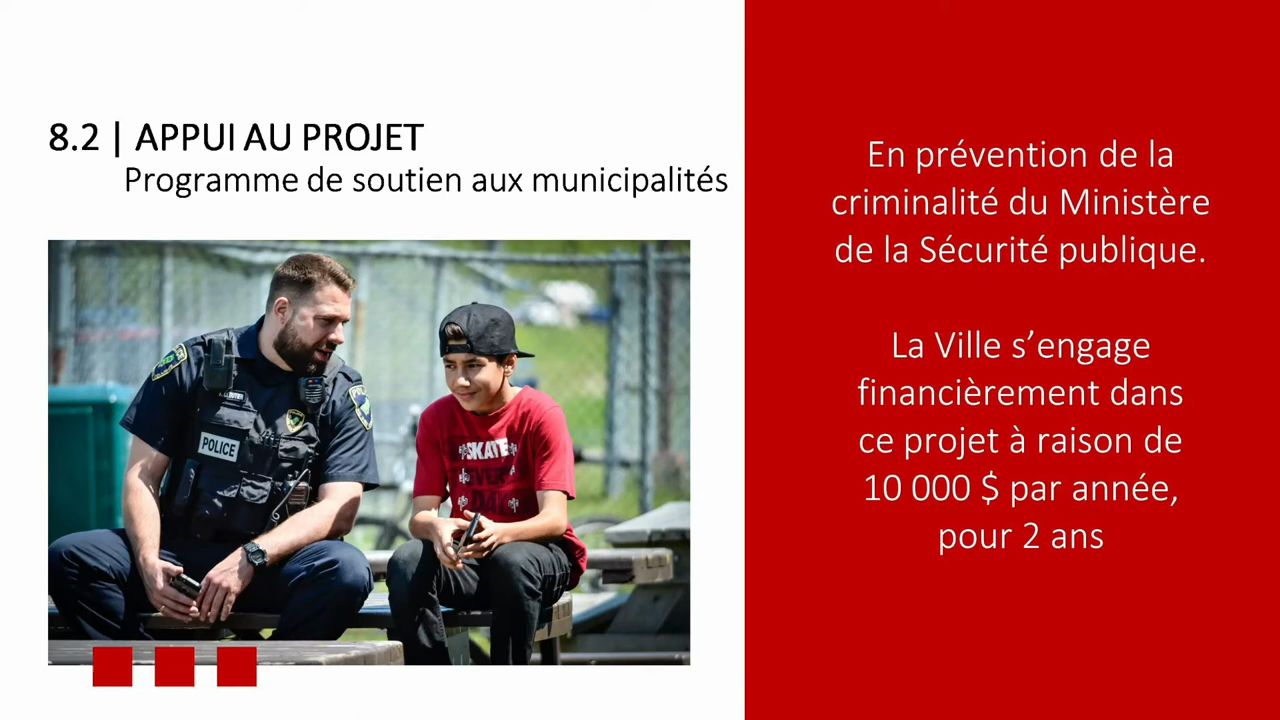 8.2 | APPUI AU PROJET
Programme de soutien aux municipalités
En prévention de la
criminalité du Ministère
de la Sécurité publique.
La Ville s’engage
financièrement dans
ce projet à raison de
10 000 $ par année,
pour 2 ans
POLICE
SKATE